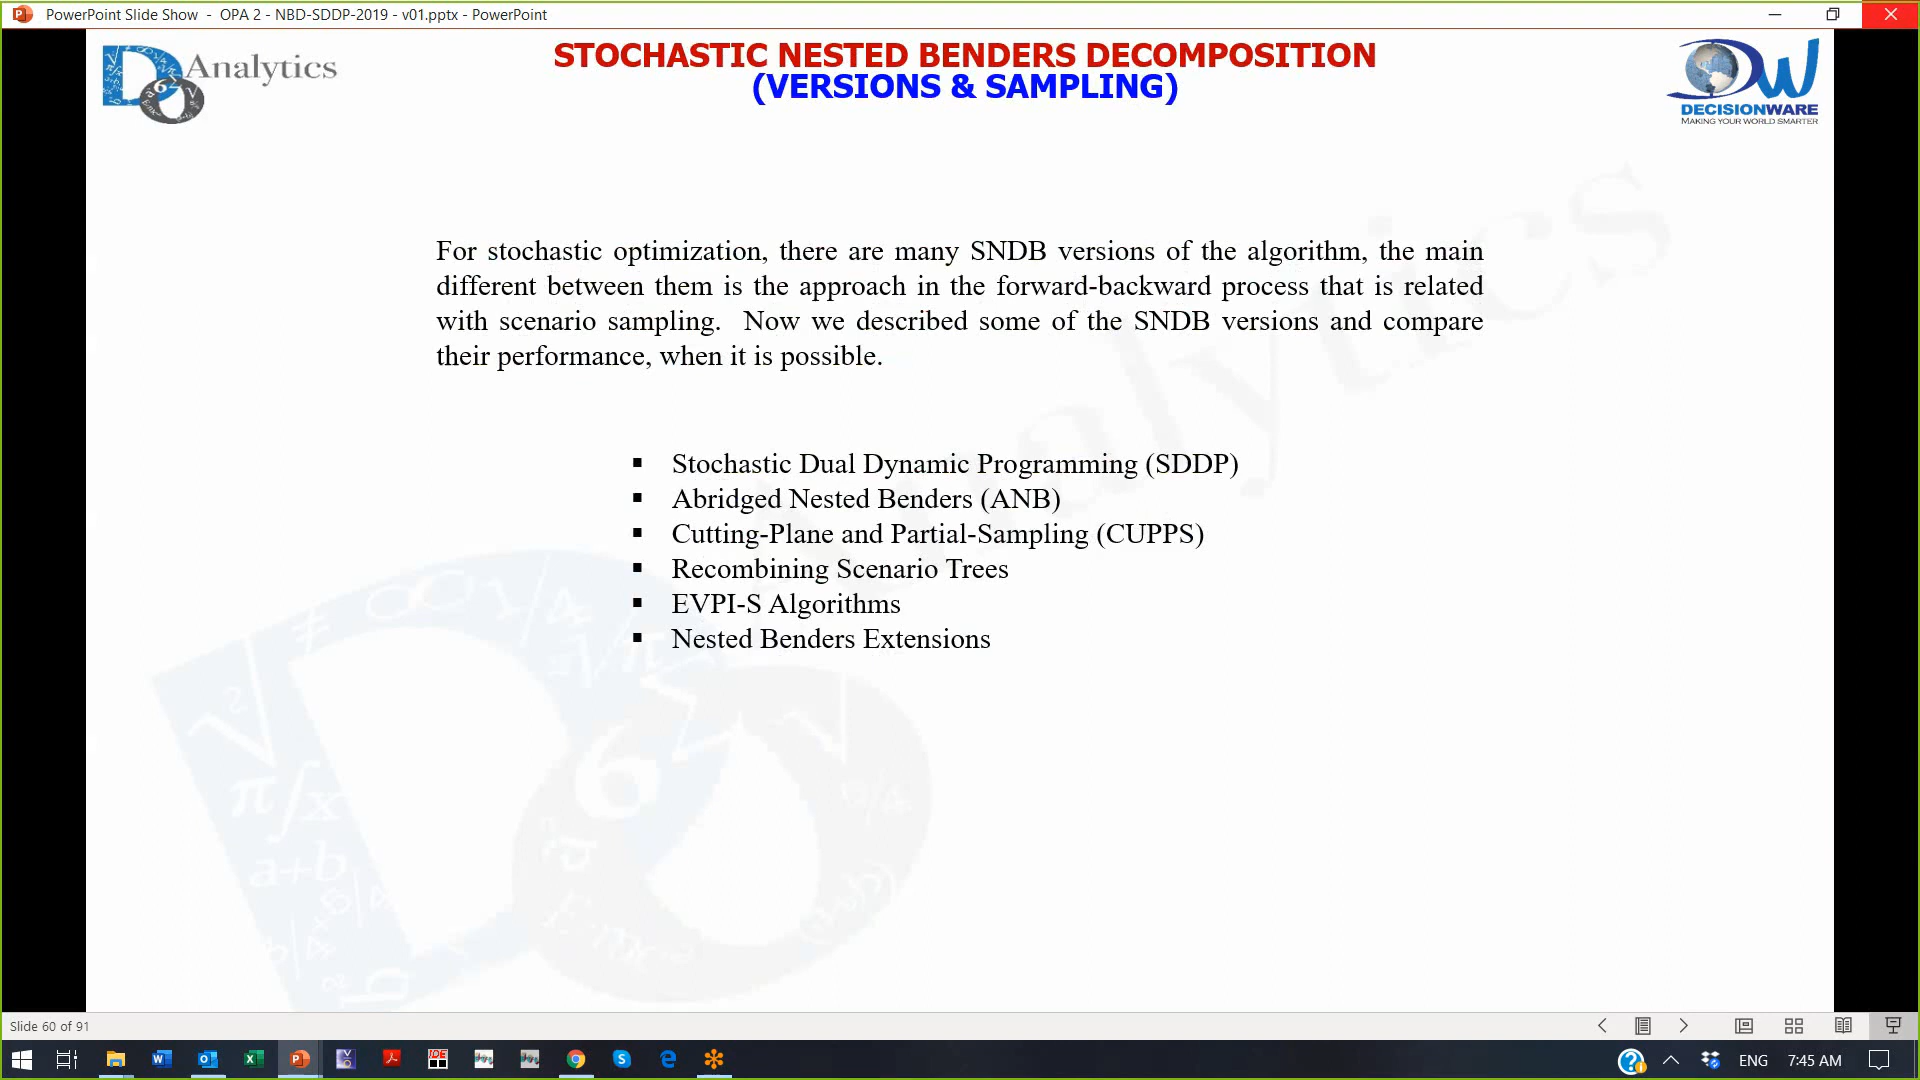 PowerPoint Slide Show - OPA 2 - NBD-SDDP-2019 - v01.pptx - PowerPoint
Analytics
STOCHASTIC NESTED BENDERS DECOMPOSITION
(VERSIONS & SAMPLING)
DECISIONWARE
MAKING YOUR WORLD SMARTER
For stochastic optimization, there are many SNDB versions of the algorithm, the main
different between them is the approach in the forward-backward process that is related
with scenario sampling. Now we described some of the SNDB versions and compare
their performance, when it is possible.
▪ Stochastic Dual Dynamic Programming (SDDP)
▪ Abridged Nested Benders (ANB)
▪ Cutting-Plane and Partial-Sampling (CUPPS)
▪ Recombining Scenario Trees
▪ EVPI-S Algorithms
▪ Nested Benders Extensions
Analytics
Slide 60 of 91
ENG 7:45 AM